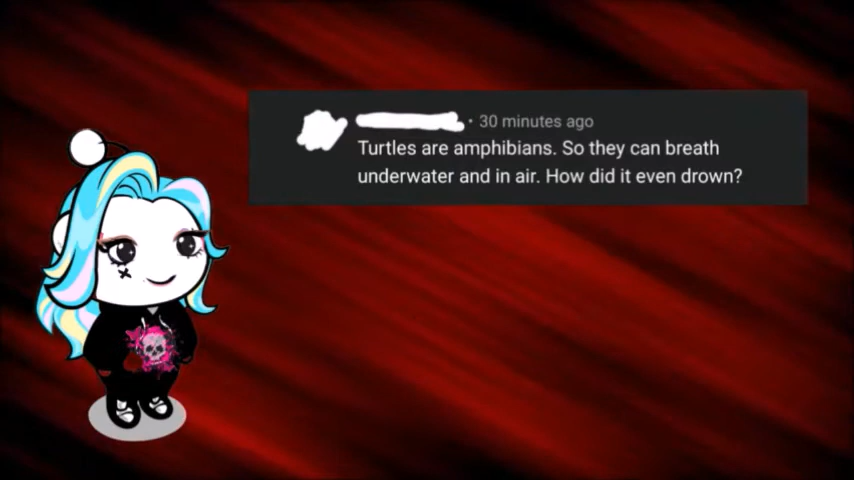 • 30 minutes ago
Turtles are amphibians. So they can breath
underwater and in air. How did it even drown?